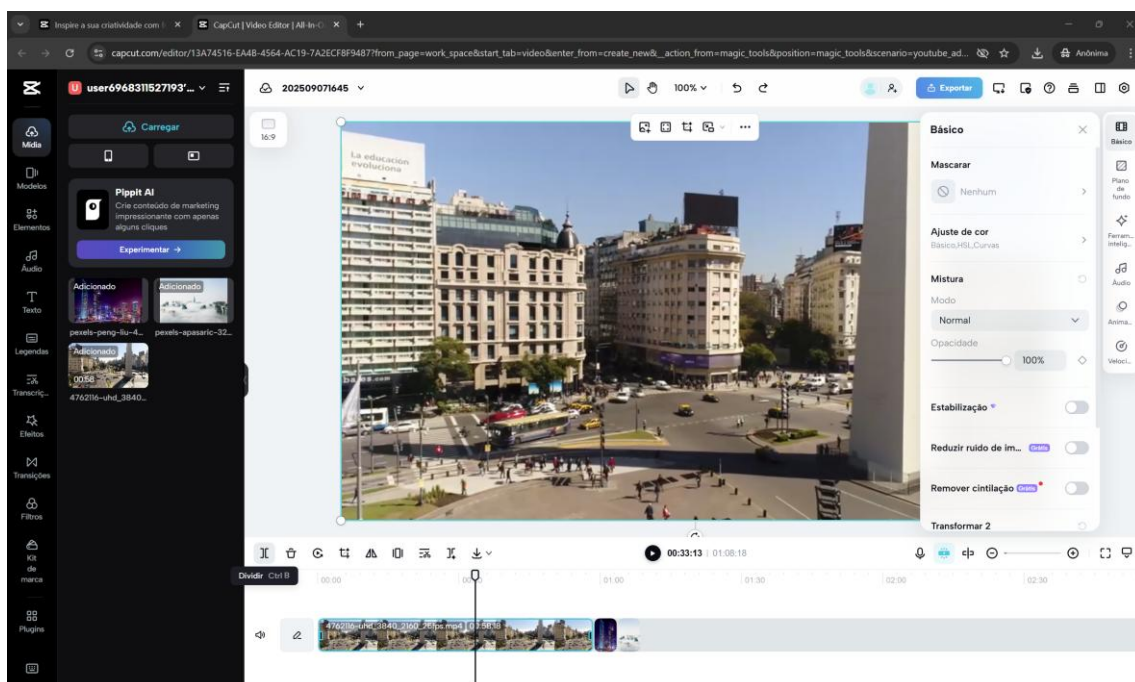 Inspire a sua criatividade com
CapCut | Video Editor | All-In-O
capcut.com/editor/13A74516-EA4B-4564-AC19-7A2ECF8F9487?from_page=work_space&start_tab=video&enter_from=create_new&_action_from=magic_tools&position=magic_tools&scenario=youtube_ad...
Anônima
user6968311527193'...
202509071645
100%
Exportar
Mídia
Modelos
Elementos
Áudio
Texto
Legendas
Transcriç...
Efeitos
Transições
Filtros
Kit
de
marca
Plugins
Carregar
Pippit AI
Crie conteúdo de marketing
impressionante com apenas
alguns cliques
Experimentar →
Adicionado
Adicionado
pexels-peng-liu-4...
pexels-apasaric-32...
Adicionado
00:58
4762116-uhd_3840...
16:9
La educación
evoluciona
Básico
Mascarar
Nenhum
Ajuste de cor
Básico,HSL,Curvas
Mistura
Modo
Normal
Opacidade
100%
Estabilização
Reduzir ruído de im...
Grátis
Remover cintilação
Grátis
Transformar 2
Básico
Plano
de
fundo
Ferram...
intelig...
Áudio
Anima...
Veloci...
Dividir Ctrl B
00:33:13 | 01:08:18
00:00
01:00
01:30
02:00
02:30
4762116-uhd_3840_2160_25fps.mp4 | 00:58:18